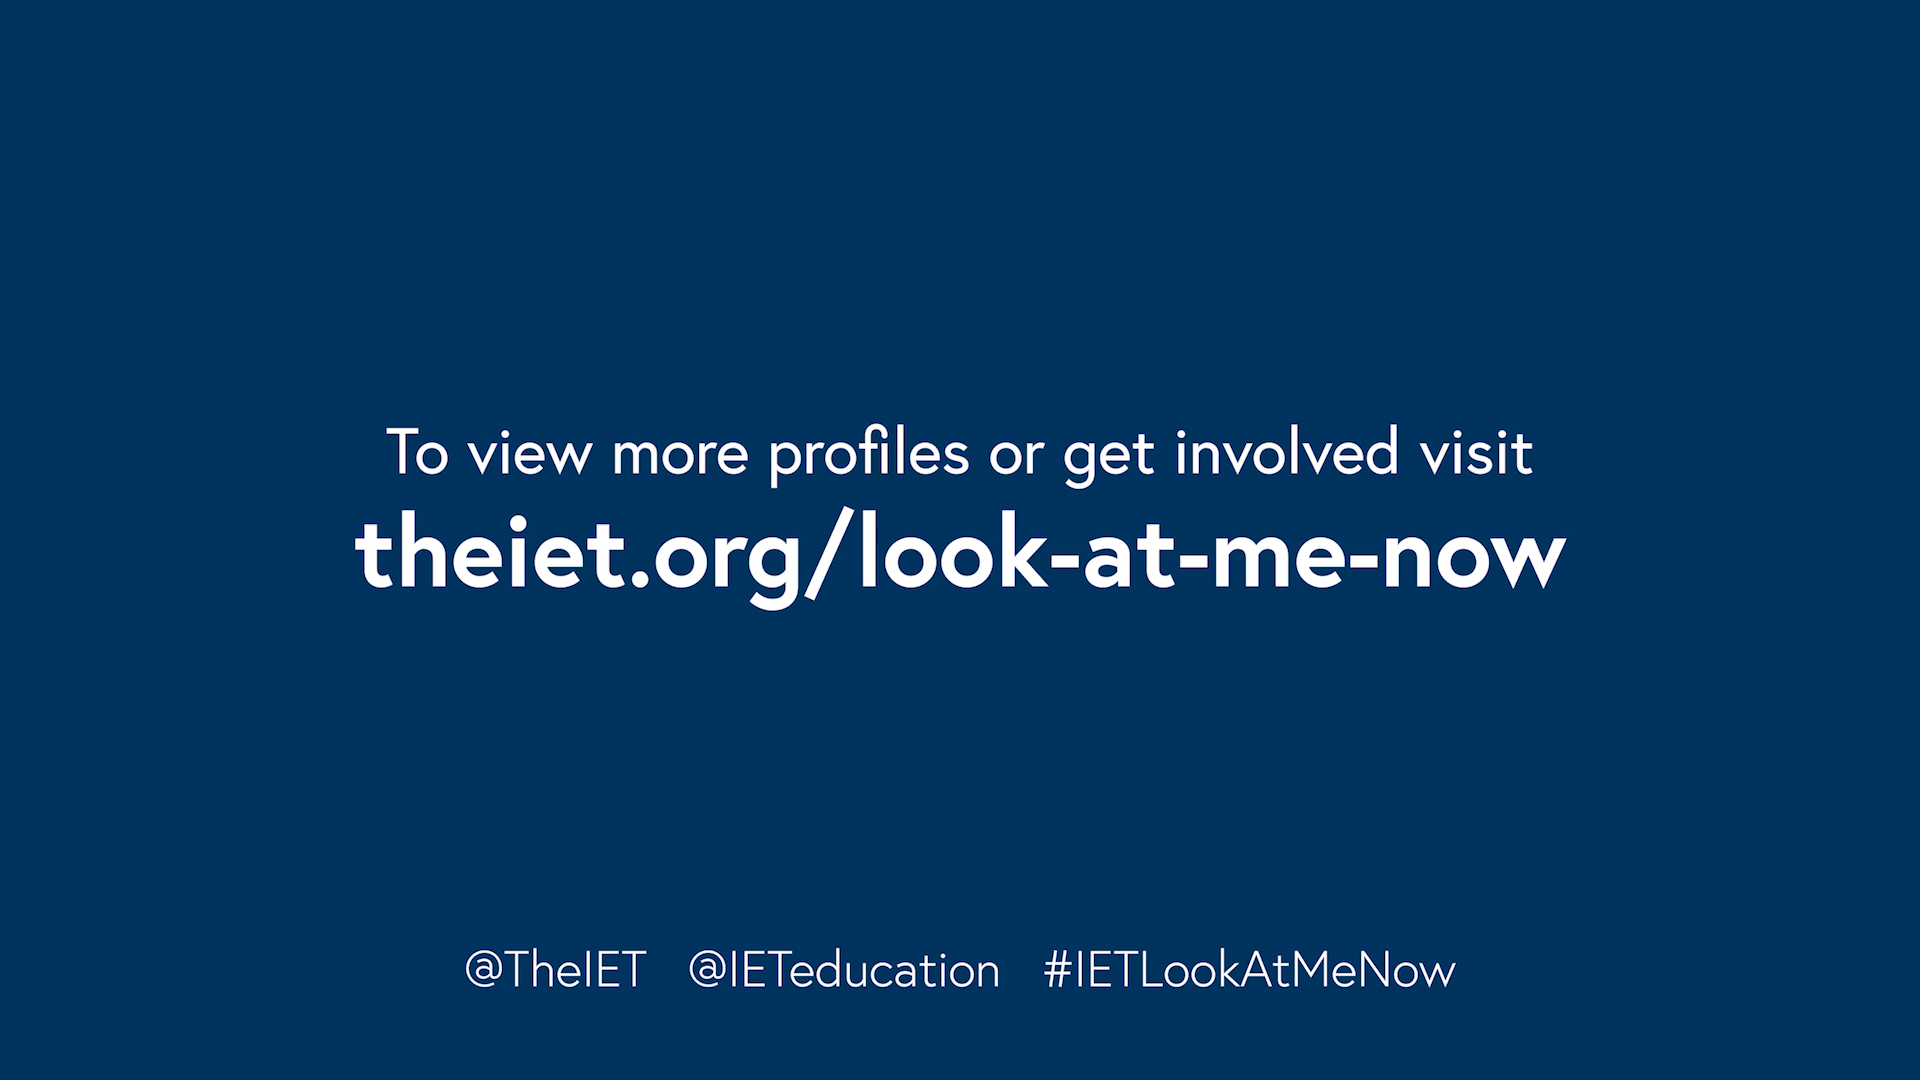 To view more profiles or get involved visit
theiet.org/look-at-me-now
@TheIET @IETeducation #IETLookAtMeNow